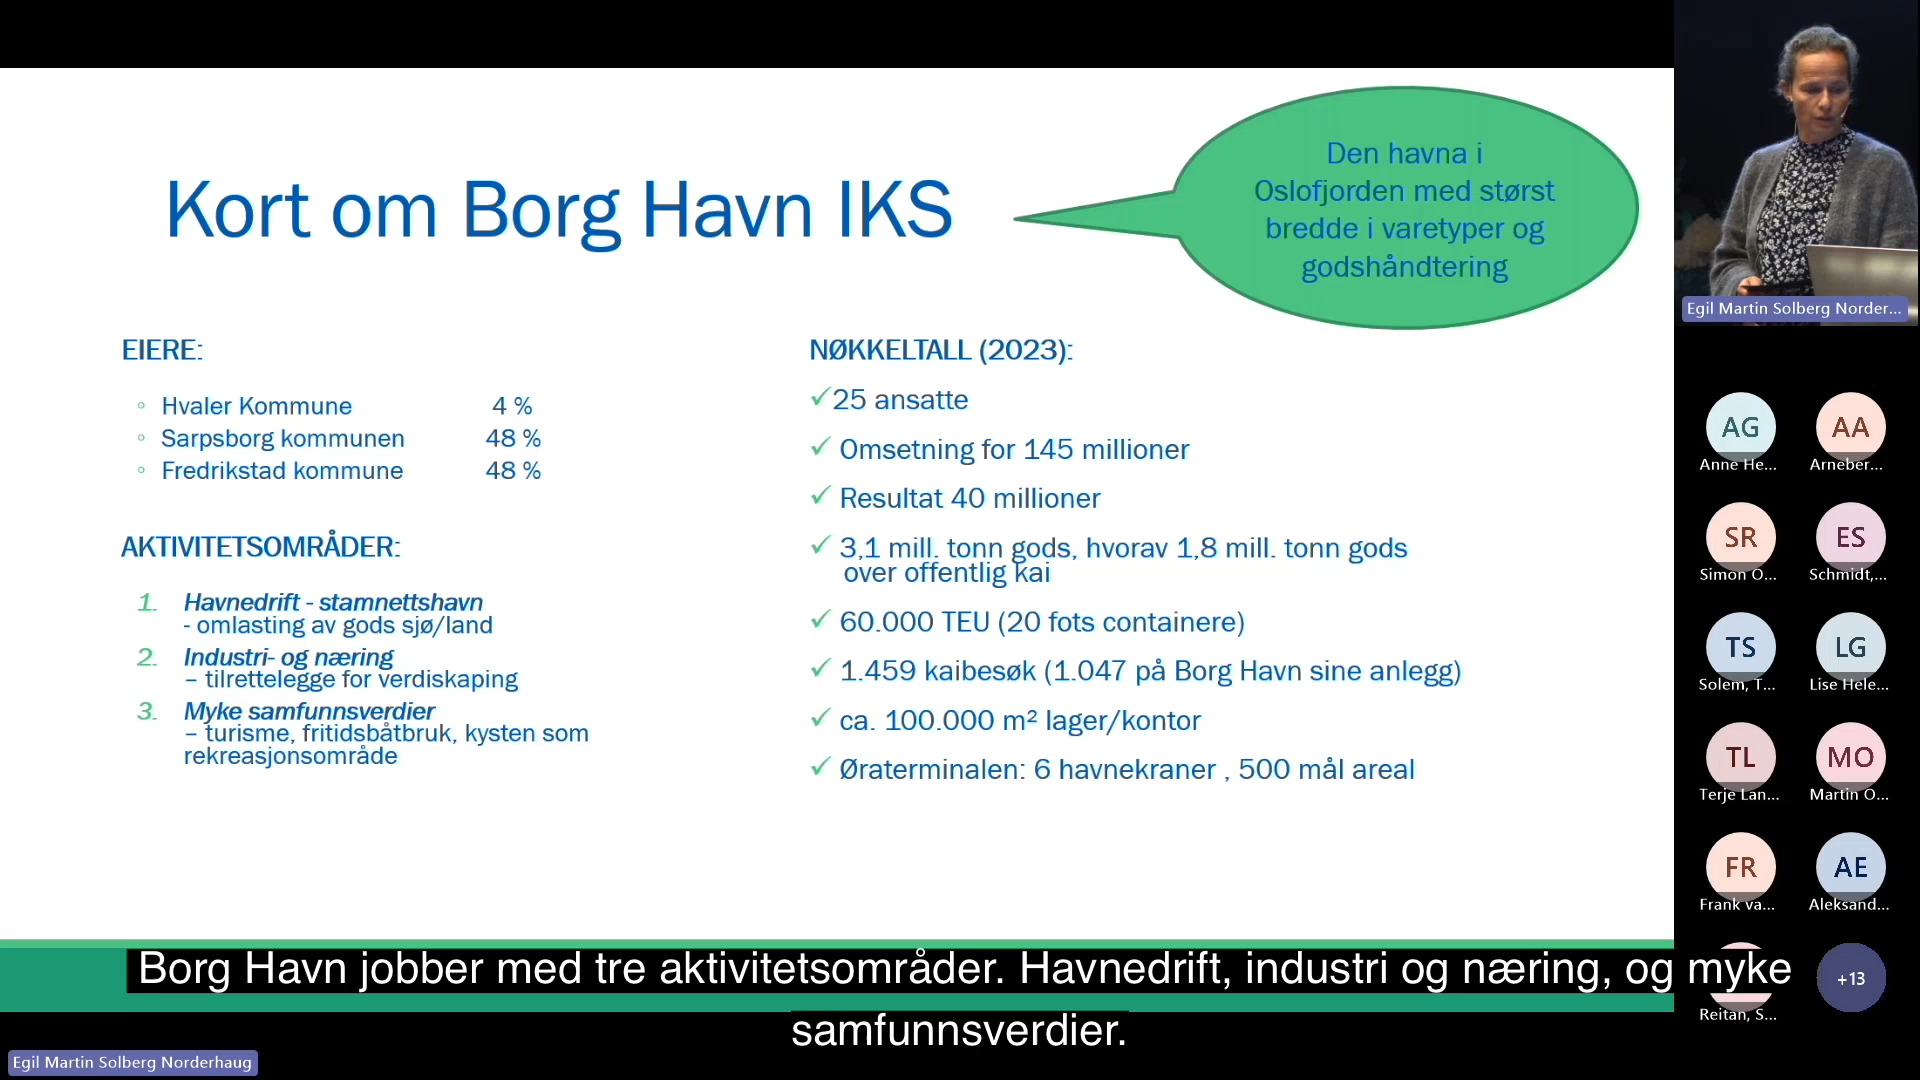 Kort om Borg Havn IKS
Den havna i
Oslofjorden med størst
bredde i varetyper og
godshåndtering
EIERE:
Hvaler Kommune 4 %
Sarpsborg kommunen 48 %
Fredrikstad kommune 48 %
AKTIVITETSOMRÅDER:
1. Havnedrift - stamnettshavn
- omlasting av gods sjø/land
2. Industri- og næring
– tilrettelegge for verdiskaping
3. Myke samfunnsverdier
– turisme, fritidsbåtbruk, kysten som
rekreasjonsområde
NØKKELTALL (2023):
✓25 ansatte
✓ Omsetning for 145 millioner
✓ Resultat 40 millioner
✓ 3,1 mill. tonn gods, hvorav 1,8 mill. tonn gods
over offentlig kai
✓ 60.000 TEU (20 fots containere)
✓ 1.459 kaibesøk (1.047 på Borg Havn sine anlegg)
✓ ca. 100.000 m² lager/kontor
✓ Øraterminalen: 6 havnekraner , 500 mål areal
Egil Martin Solberg Norder...
AG AA
Anne He... Arneber...
SR ES
Simon O... Schmidt,...
TS LG
Solem, T... Lise Hele...
TL MO
Terje Lan... Martin O...
FR AE
Frank va... Aleksand...
+13
Reitan, S...
Borg Havn jobber med tre aktivitetsområder. Havnedrift, industri og næring, og myke
samfunnsverdier.
Egil Martin Solberg Norderhaug